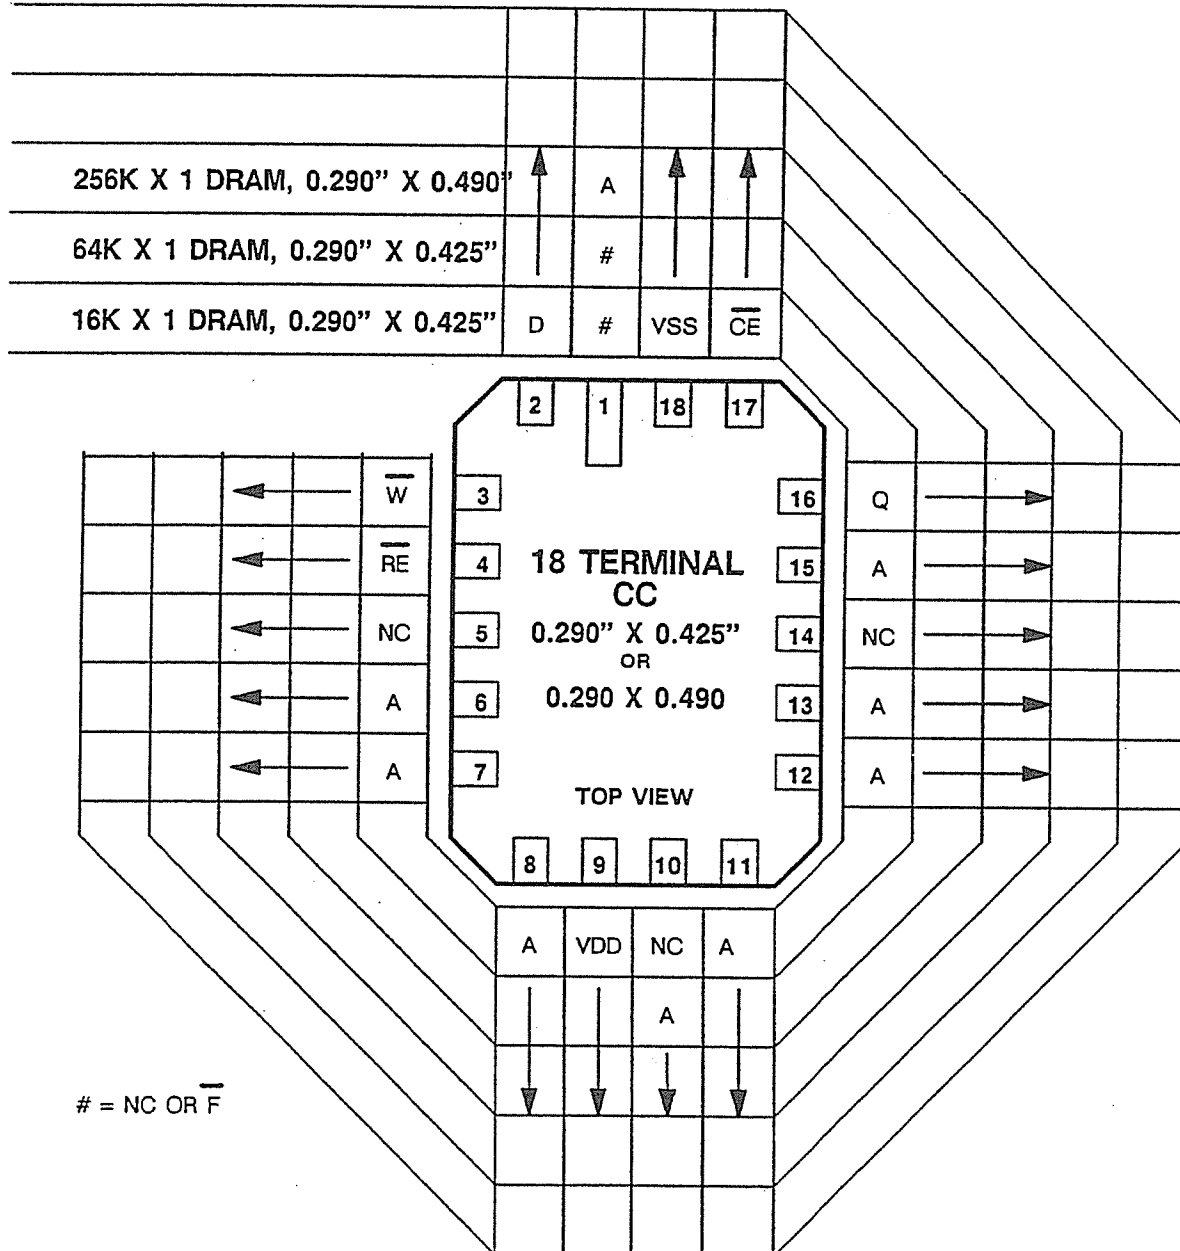 256K X 1 DRAM, 0.290” X 0.490” A
64K X 1 DRAM, 0.290” X 0.425” #
16K X 1 DRAM, 0.290” X 0.425” D # VSS C̅E̅
2 1 18 17
W̅ 3 16 Q
R̅E̅ 4 18 TERMINAL 15 A
CC
NC 5 0.290” X 0.425” 14 NC
OR
A 6 0.290 X 0.490 13 A
A 7 12 A
TOP VIEW
8 9 10 11
A VDD NC A
A
# = NC OR F̅